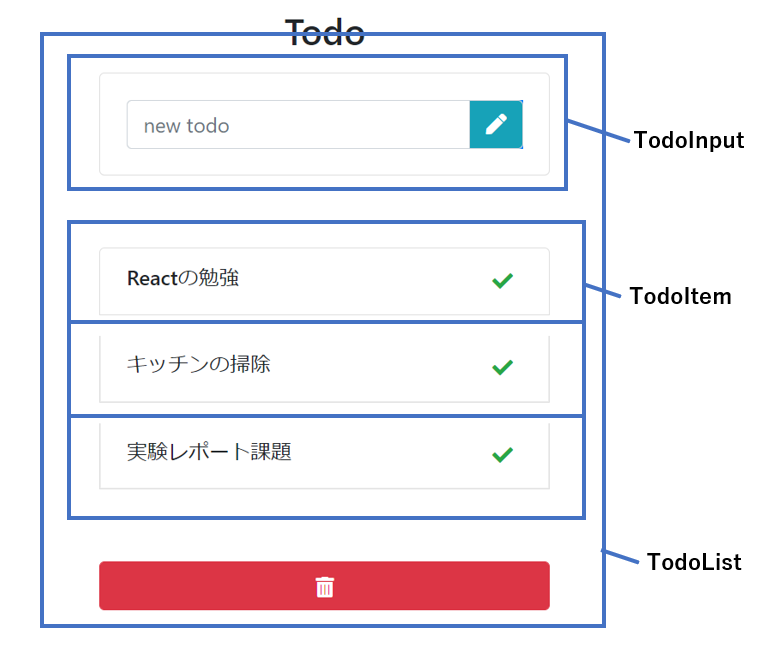 Todo
new todo
TodoInput
Reactの勉強
TodoItem
キッチンの掃除
実験レポート課題
TodoList